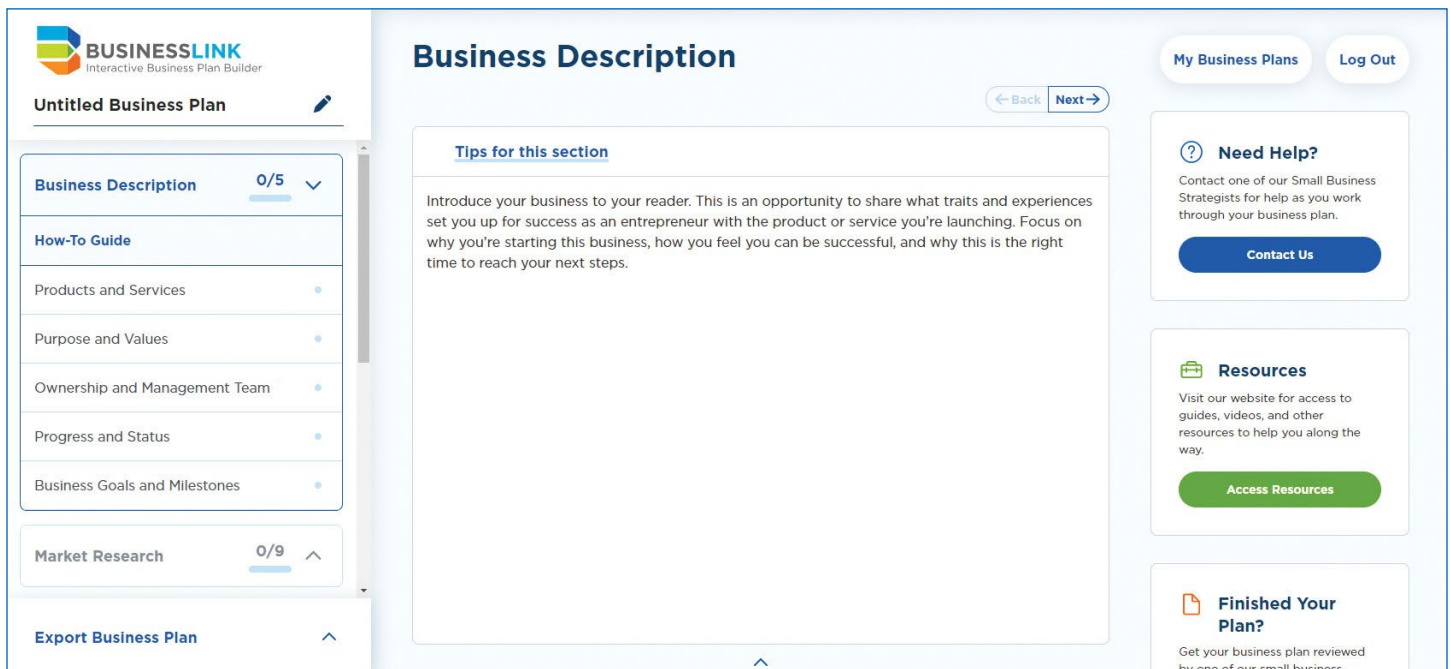 BUSINESSLINK
Interactive Business Plan Builder
Untitled Business Plan
Business Description 0/5
How-To Guide
Products and Services
Purpose and Values
Ownership and Management Team
Progress and Status
Business Goals and Milestones
Market Research 0/9
Export Business Plan
Business Description
Back Next
Tips for this section
Introduce your business to your reader. This is an opportunity to share what traits and experiences
set you up for success as an entrepreneur with the product or service you're launching. Focus on
why you're starting this business, how you feel you can be successful, and why this is the right
time to reach your next steps.
My Business Plans Log Out
Need Help?
Contact one of our Small Business
Strategists for help as you work
through your business plan.
Contact Us
Resources
Visit our website for access to
guides, videos, and other
resources to help you along the
way.
Access Resources
Finished Your
Plan?
Get your business plan reviewed
by one of our small business